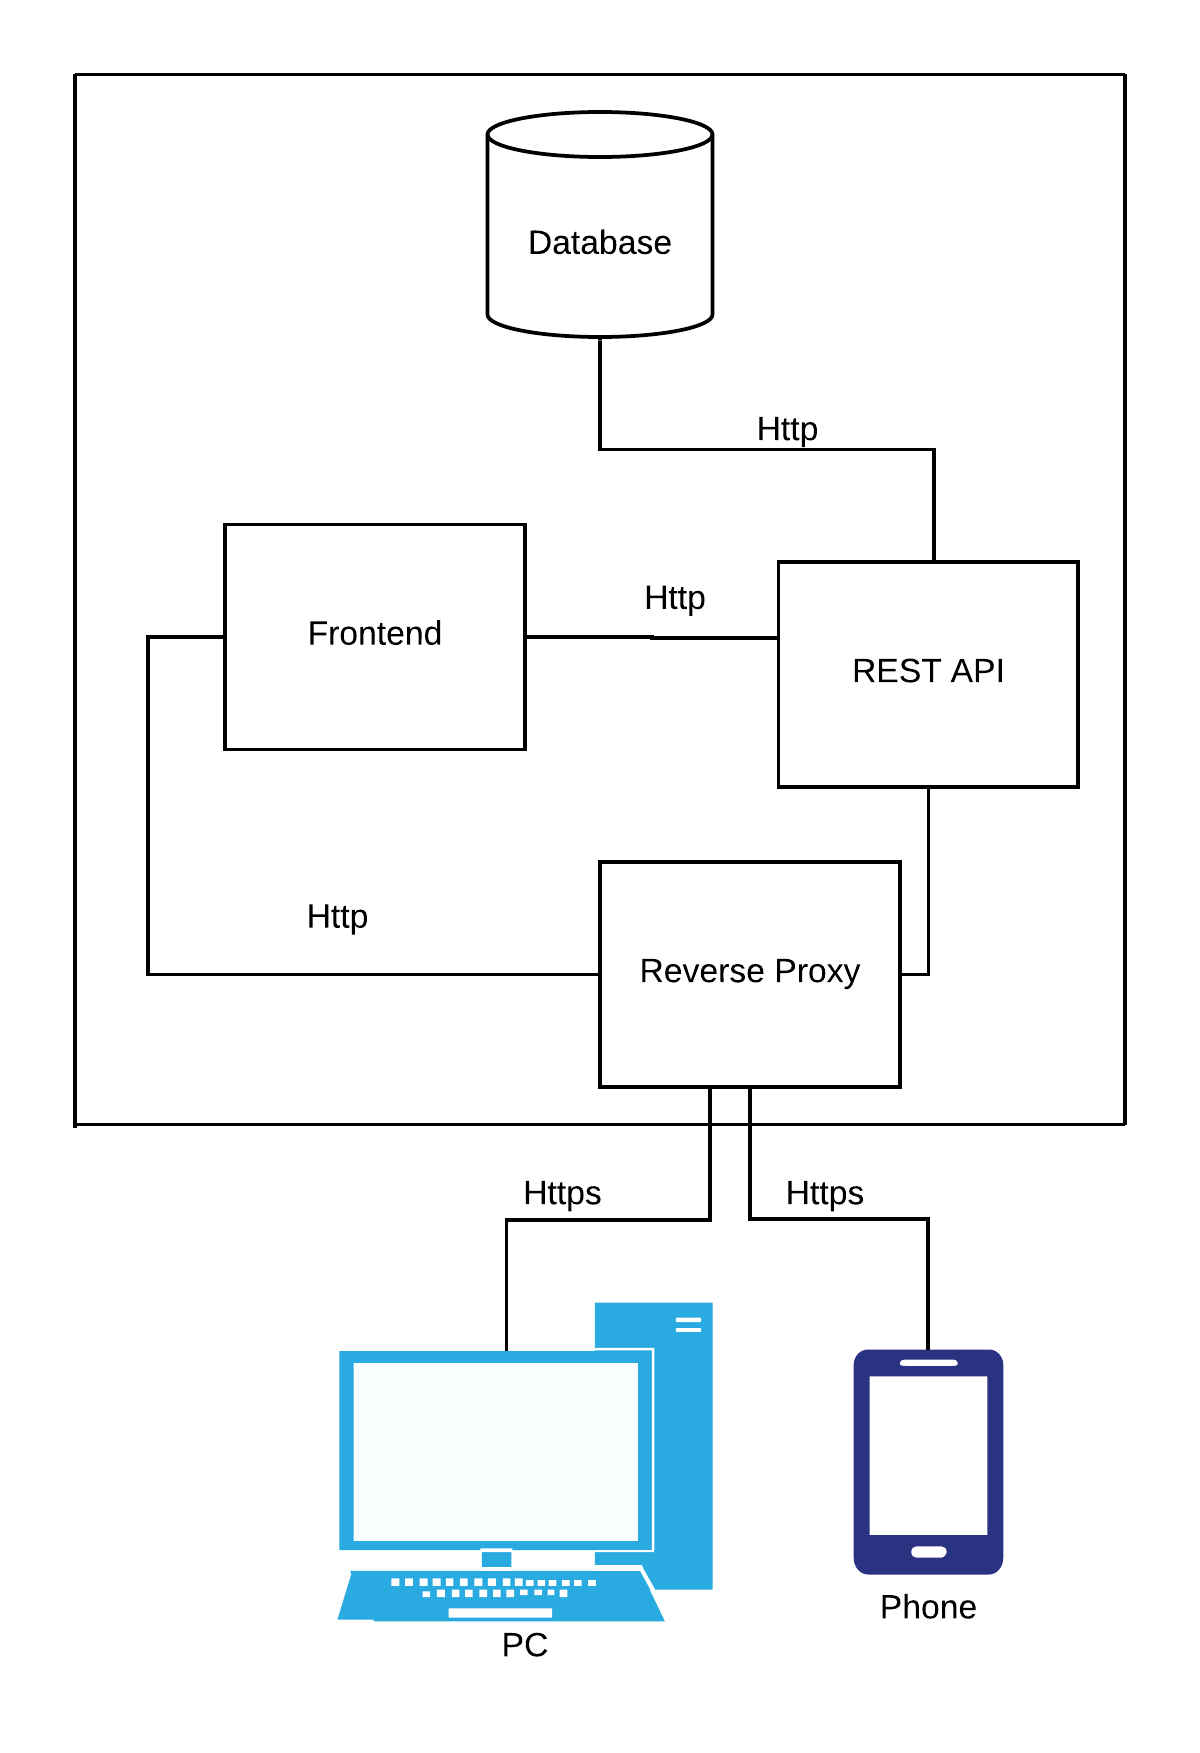 Database
Http
Http
Frontend
REST API
Http
Reverse Proxy
Https
Https
Phone
PC